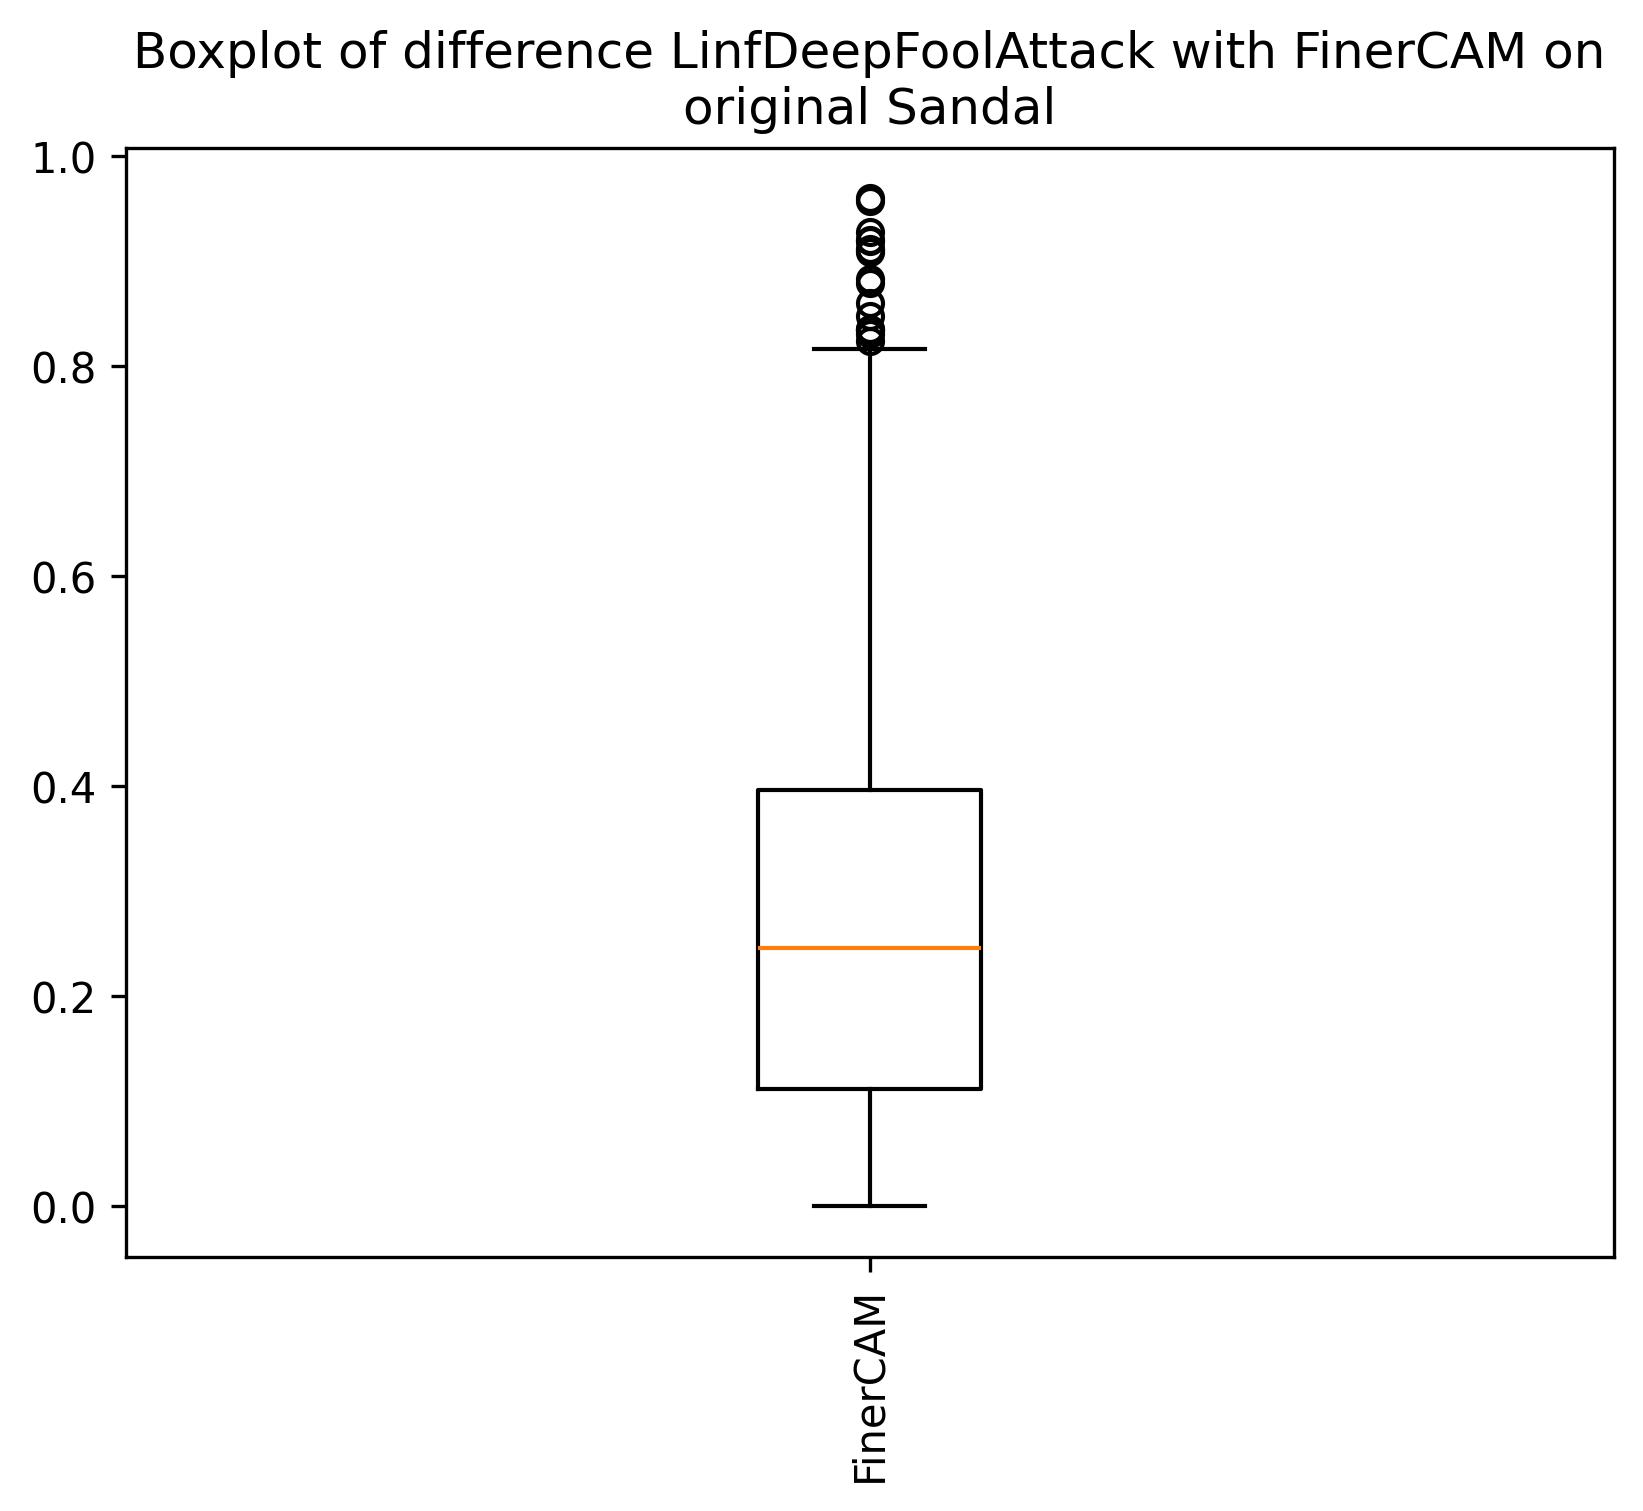 Boxplot of difference LinfDeepFoolAttack with FinerCAM on
original Sandal
1.0
0.8
0.6
0.4
0.2
0.0
FinerCAM